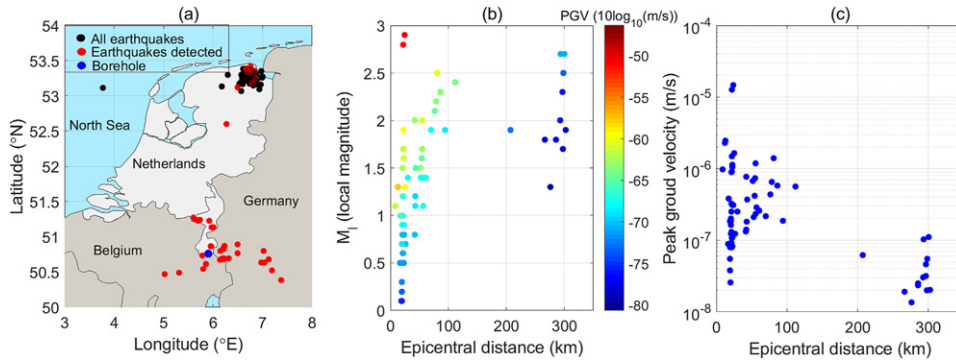 (a)
All earthquakes
Earthquakes detected
Borehole
North Sea
Netherlands
Germany
Belgium
54
53.5
53
52.5
52
51.5
51
50.5
50
Latitude (°N)
3 4 5 6 7 8
Longitude (°E)
(b)
3
2.5
2
1.5
1
0.5
0
M_l (local magnitude)
0 100 200 300
Epicentral distance (km)
PGV (10log10(m/s))
-55
-60
-65
-70
-75
-80
(c)
10^-4
10^-5
10^-6
10^-7
10^-8
Peak groud velocity (m/s)
0 100 200 300
Epicentral distance (km)